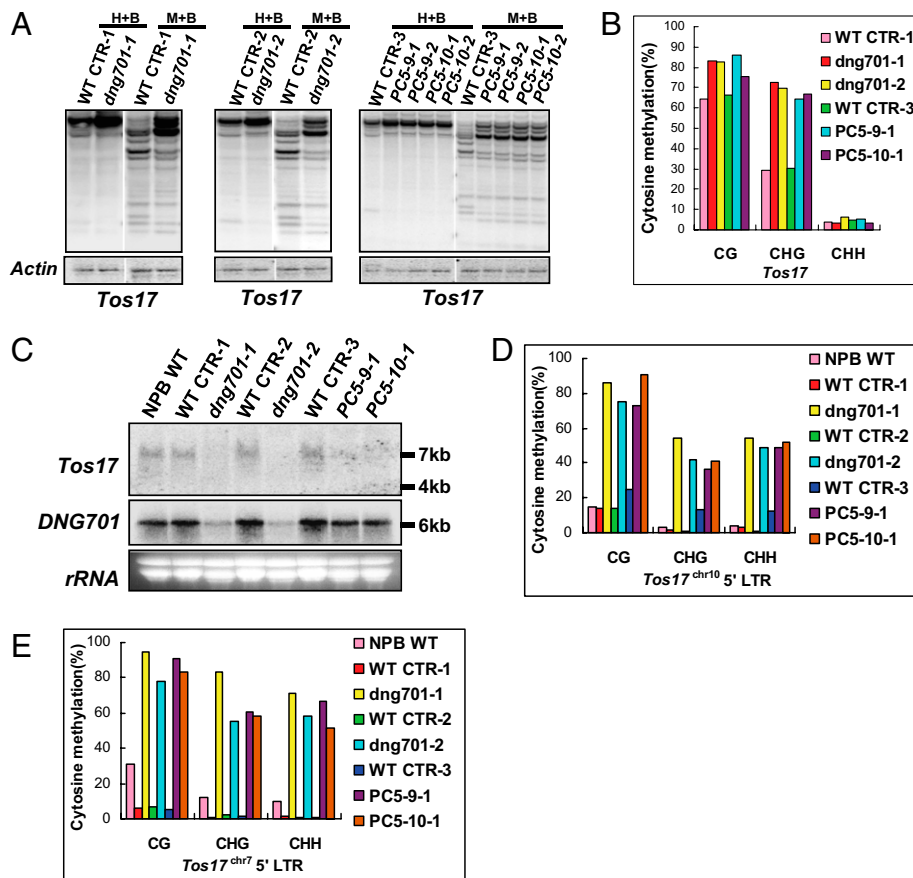 A
H+B M+B
WT CTR-1
dng701-1
WT CTR-1
dng701-1
H+B M+B
WT CTR-2
dng701-2
WT CTR-2
dng701-2
H+B M+B
WT CTR-3
PC5-9-1
PC5-9-2
PC5-10-1
PC5-10-2
WT CTR-3
PC5-9-1
PC5-9-2
PC5-10-1
PC5-10-2
Actin
Tos17
Tos17
Tos17
B
Cytosine methylation(%)
100
90
80
70
60
50
40
30
20
10
0
CG CHG CHH
Tos17
WT CTR-1
dng701-1
dng701-2
WT CTR-3
PC5-9-1
PC5-10-1
C
NPB WT
WT CTR-1
dng701-1
WT CTR-2
dng701-2
WT CTR-3
PC5-9-1
PC5-10-1
Tos17
7kb
4kb
DNG701
6kb
rRNA
D
Cytosine methylation(%)
100
80
60
40
20
0
CG CHG CHH
Tos17 chr10 5' LTR
NPB WT
WT CTR-1
dng701-1
WT CTR-2
dng701-2
WT CTR-3
PC5-9-1
PC5-10-1
E
Cytosine methylation(%)
100
80
60
40
20
0
CG CHG CHH
Tos17 chr7 5' LTR
NPB WT
WT CTR-1
dng701-1
WT CTR-2
dng701-2
WT CTR-3
PC5-9-1
PC5-10-1